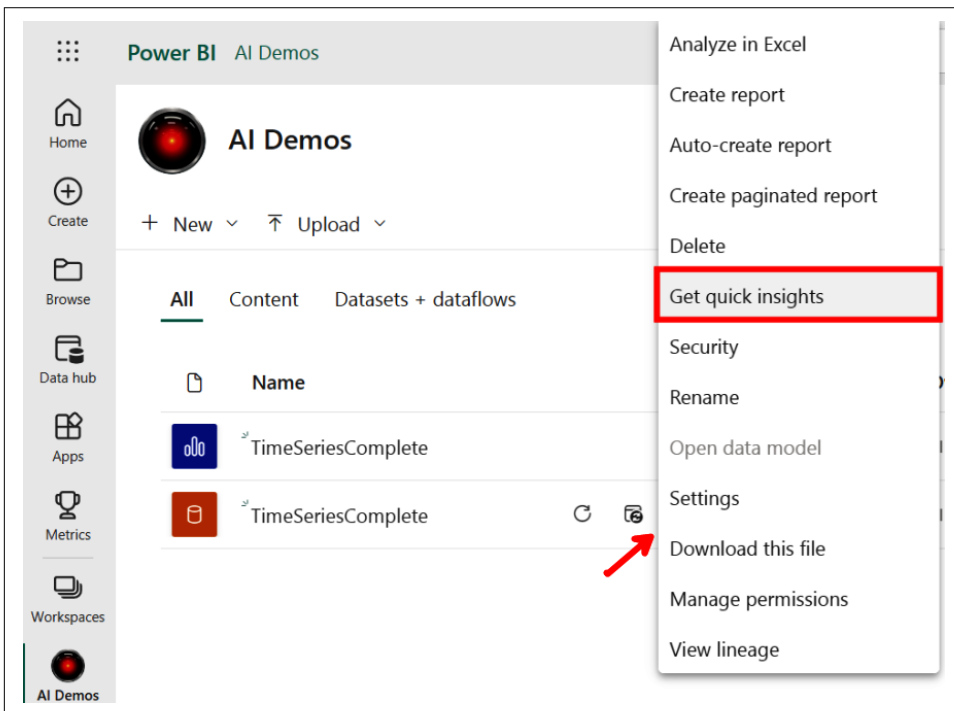 Power BI AI Demos
Home
Create
Browse
Data hub
Apps
Metrics
Workspaces
AI Demos
AI Demos
New
Upload
All Content Datasets + dataflows
Name
TimeSeriesComplete
TimeSeriesComplete
Analyze in Excel
Create report
Auto-create report
Create paginated report
Delete
Get quick insights
Security
Rename
Open data model
Settings
Download this file
Manage permissions
View lineage